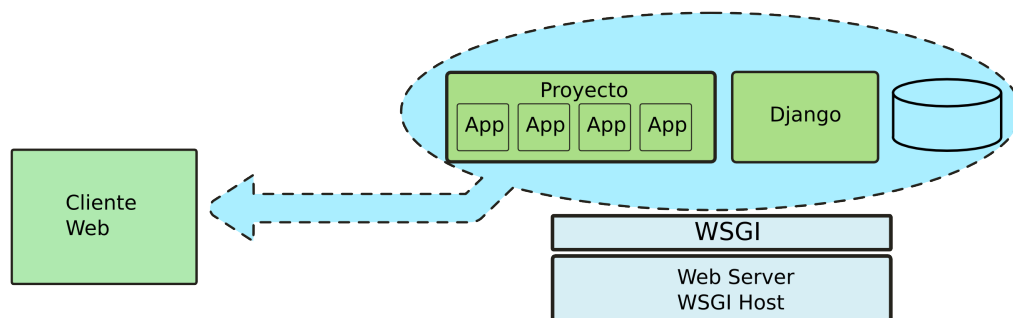 Proyecto
App App App App
Django
Cliente
Web
WSGI
Web Server
WSGI Host